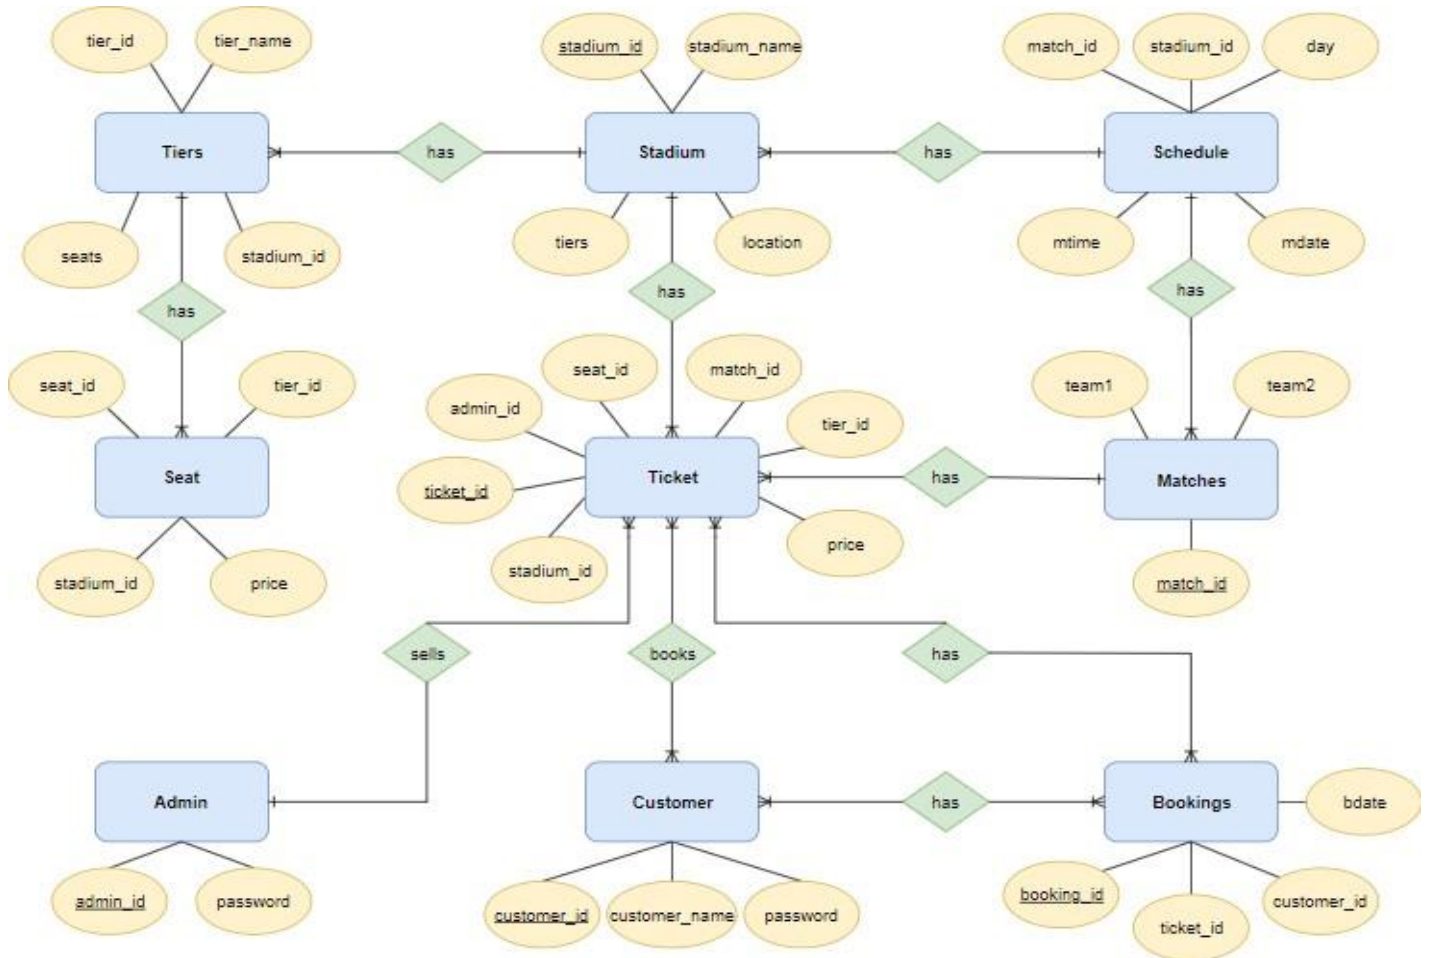 tier_id
tier_name
stadium_id
stadium_name
match_id
stadium_id
day
Tiers
has
Stadium
has
Schedule
seats
stadium_id
tiers
location
mtime
mdate
has
has
has
seat_id
tier_id
admin_id
seat_id
match_id
tier_id
team1
team2
Seat
ticket_id
Ticket
has
Matches
stadium_id
price
stadium_id
price
match_id
sells
books
has
Admin
Customer
has
Bookings
bdate
admin_id
password
customer_id
customer_name
password
booking_id
ticket_id
customer_id